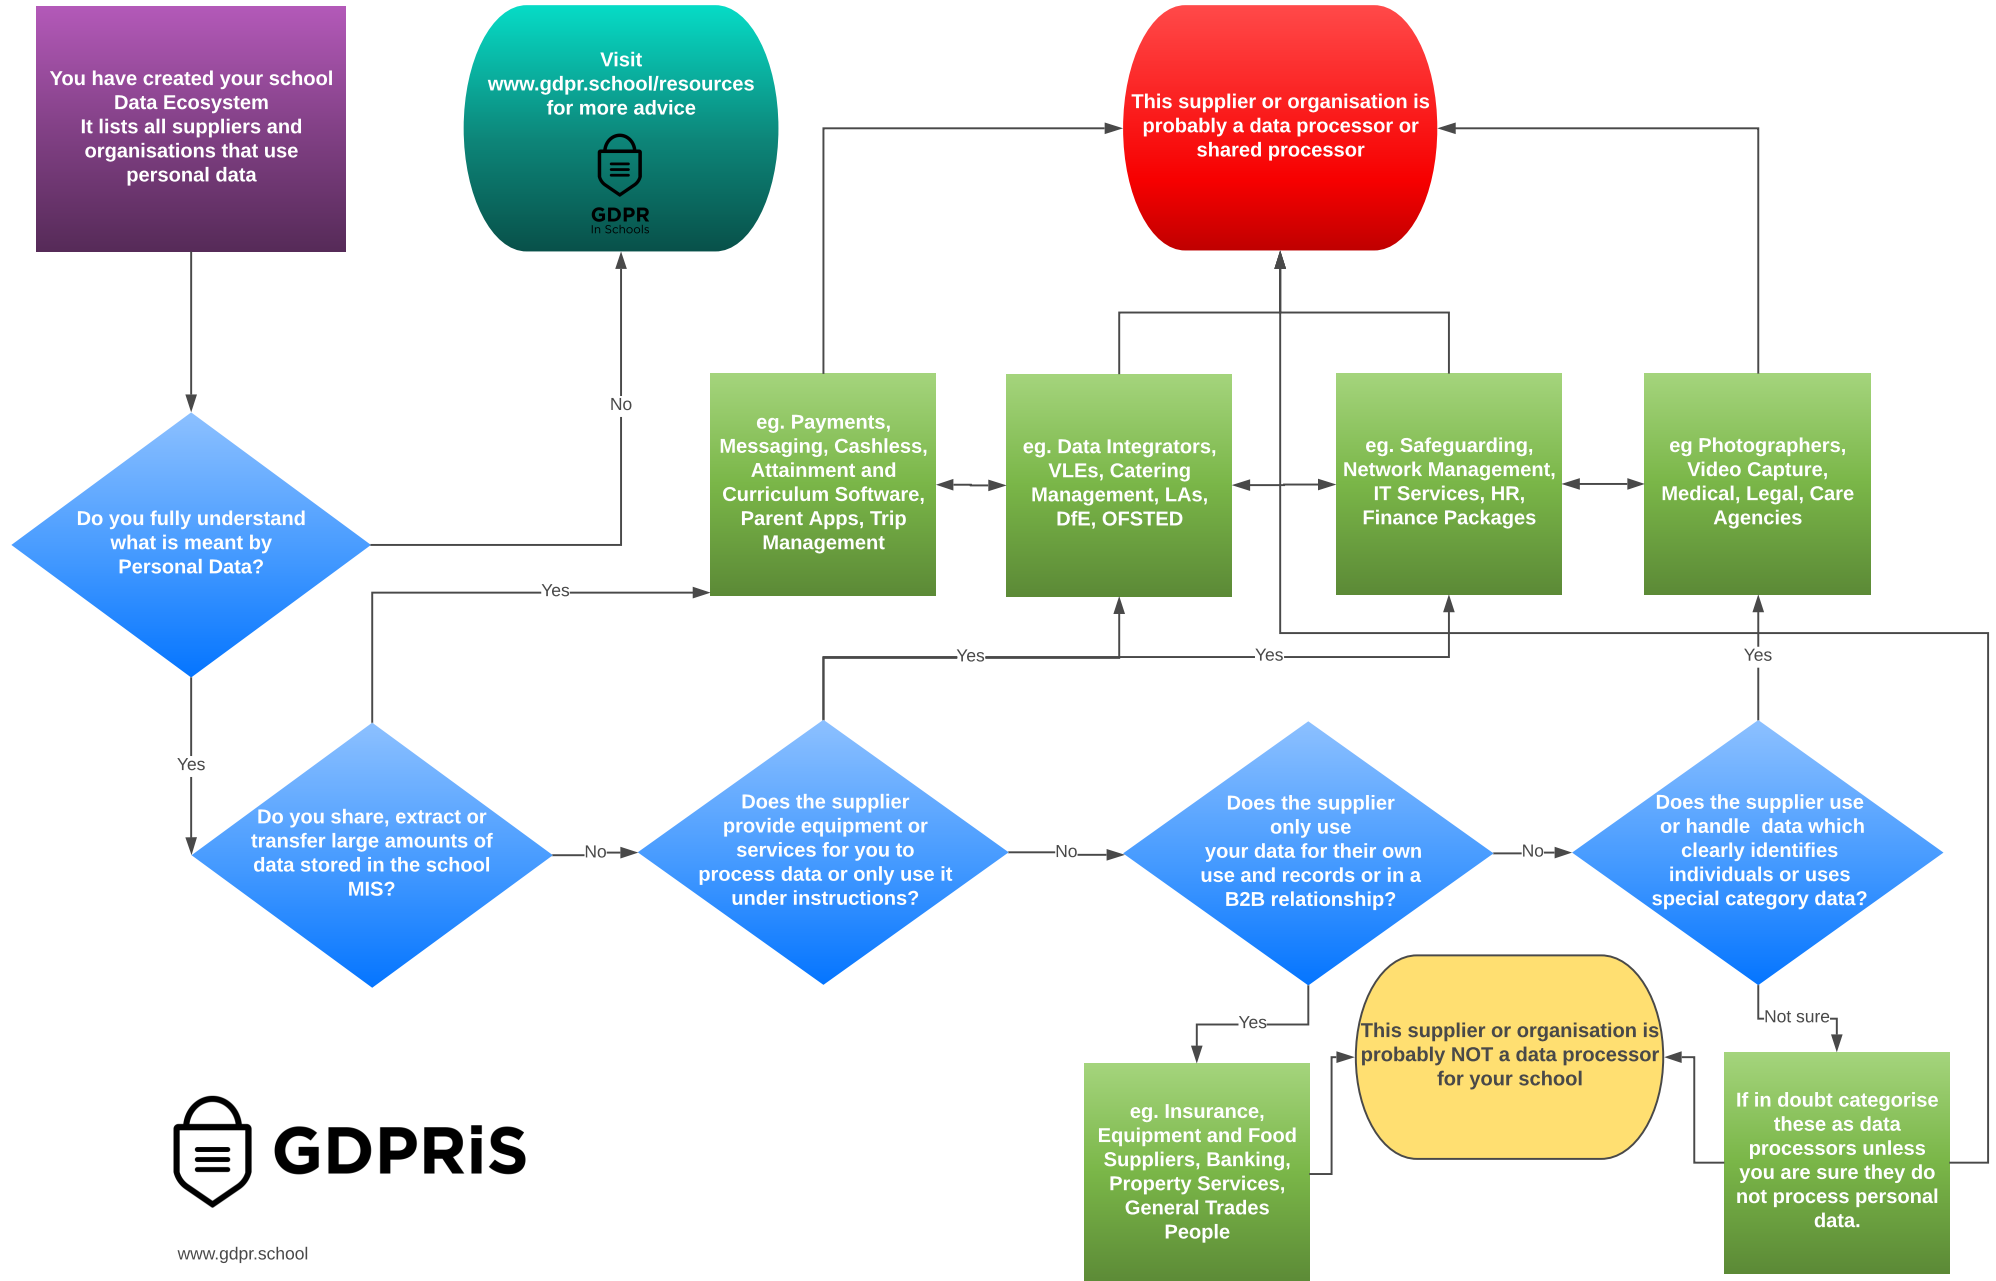 You have created your school
Data Ecosystem
It lists all suppliers and
organisations that use
personal data
Visit
www.gdpr.school/resources
for more advice
GDPR
In Schools
This supplier or organisation is
probably a data processor or
shared processor
No
eg. Payments,
Messaging, Cashless,
Attainment and
Curriculum Software,
Parent Apps, Trip
Management
eg. Data Integrators,
VLEs, Catering
Management, LAs,
DfE, OFSTED
eg. Safeguarding,
Network Management,
IT Services, HR,
Finance Packages
eg Photographers,
Video Capture,
Medical, Legal, Care
Agencies
Do you fully understand
what is meant by
Personal Data?
Yes
Yes
Yes
Yes
Yes
Do you share, extract or
transfer large amounts of
data stored in the school
MIS?
No
Does the supplier
provide equipment or
services for you to
process data or only use it
under instructions?
No
Does the supplier
only use
your data for their own
use and records or in a
B2B relationship?
No
Does the supplier use
or handle  data which
clearly identifies
individuals or uses
special category data?
Yes
Not sure
This supplier or organisation is
probably NOT a data processor
for your school
eg. Insurance,
Equipment and Food
Suppliers, Banking,
Property Services,
General Trades
People
If in doubt categorise
these as data
processors unless
you are sure they do
not process personal
data.
GDPRiS
www.gdpr.school